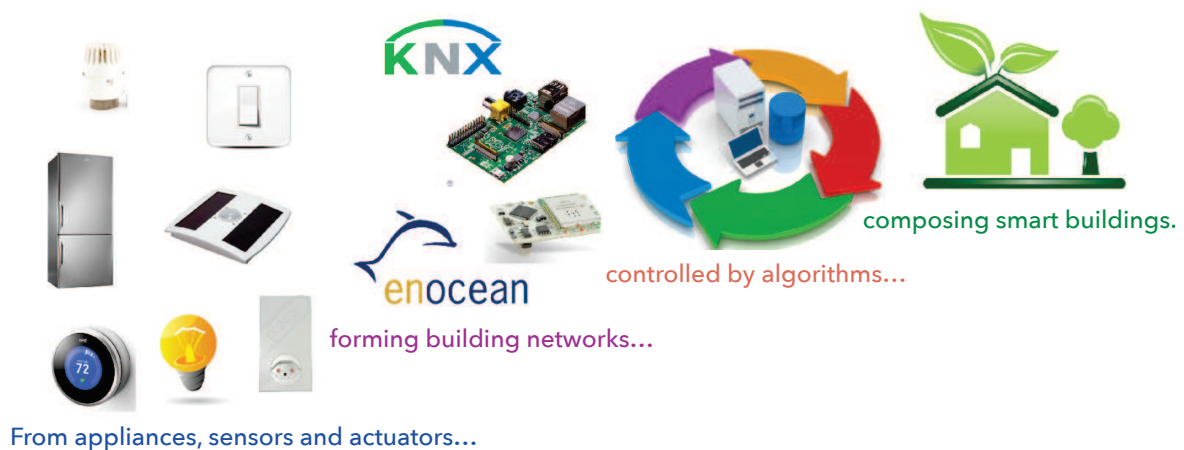 KNX
enocean
72
From appliances, sensors and actuators…
forming building networks…
controlled by algorithms…
composing smart buildings.